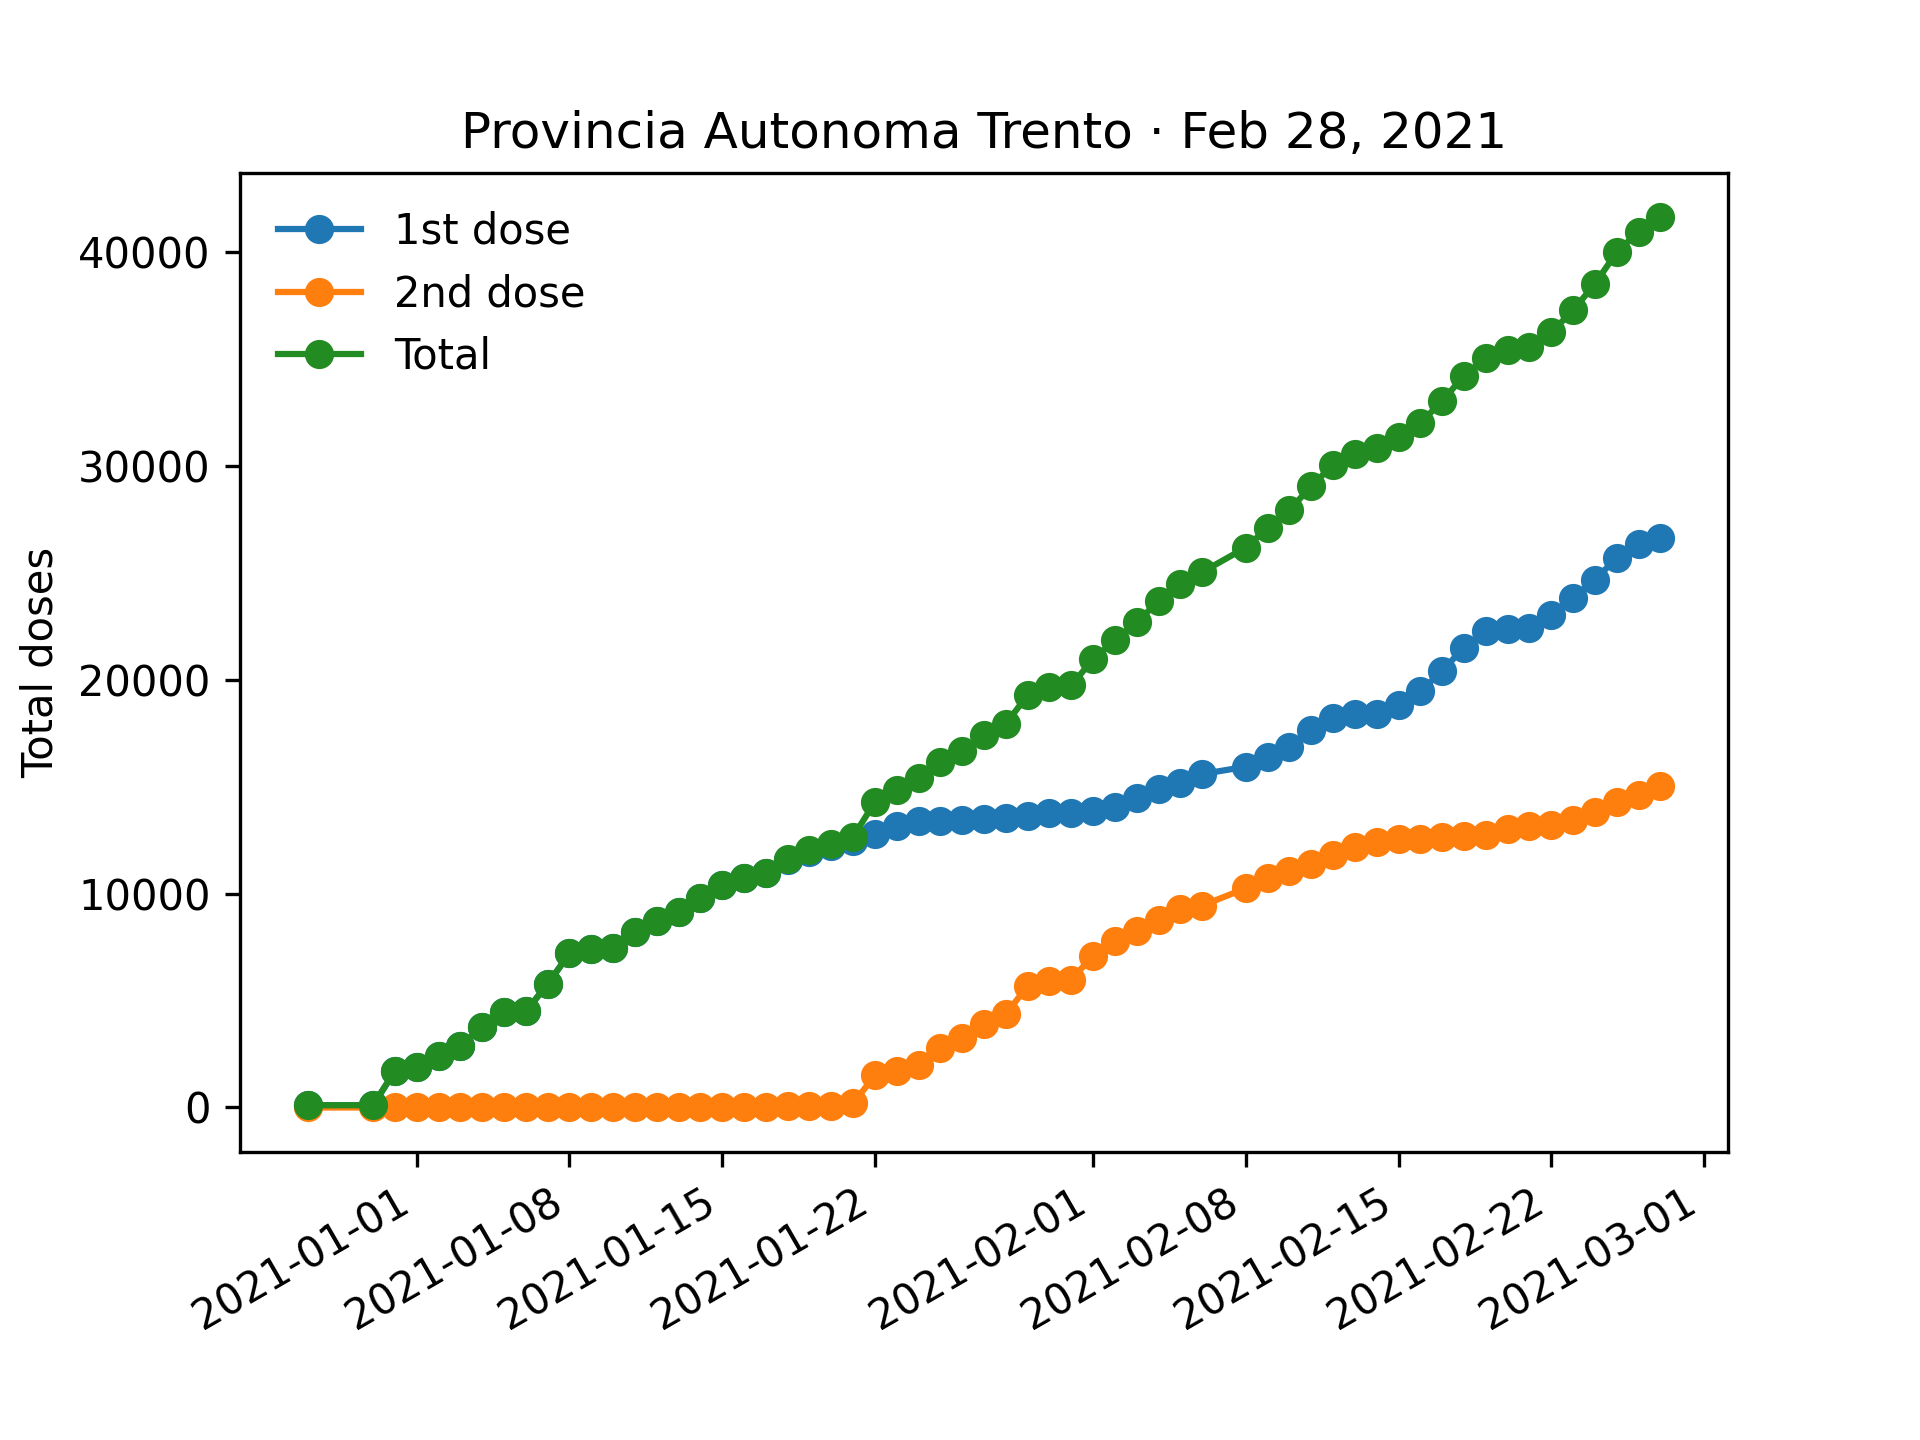 Provincia Autonoma Trento · Feb 28, 2021
1st dose
2nd dose
Total
Total doses
40000
30000
20000
10000
0
2021-01-01
2021-01-08
2021-01-15
2021-01-22
2021-02-01
2021-02-08
2021-02-15
2021-02-22
2021-03-01